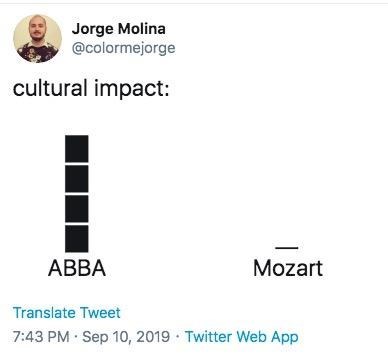 Jorge Molina
@colormejorge
cultural impact:
ABBA Mozart
Translate Tweet
7:43 PM · Sep 10, 2019 · Twitter Web App